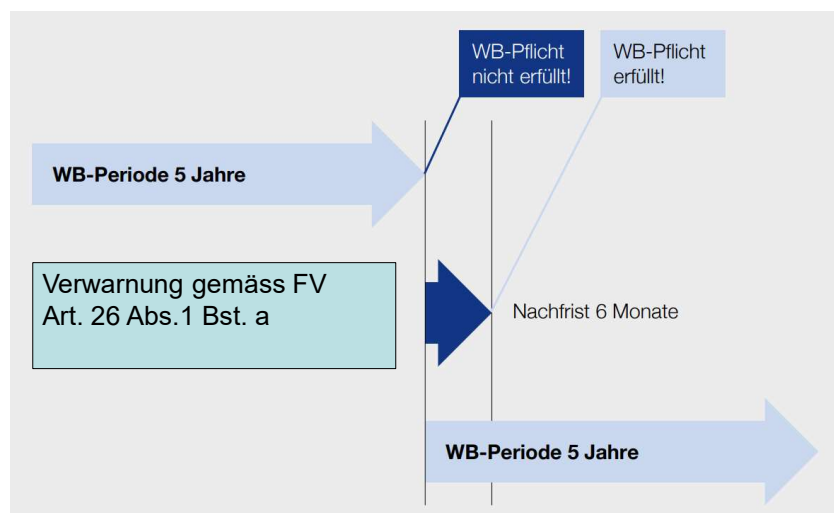 WB-Pflicht
nicht erfüllt!
WB-Pflicht
erfüllt!
WB-Periode 5 Jahre
Verwarnung gemäss FV
Art. 26 Abs.1 Bst. a
Nachfrist 6 Monate
WB-Periode 5 Jahre